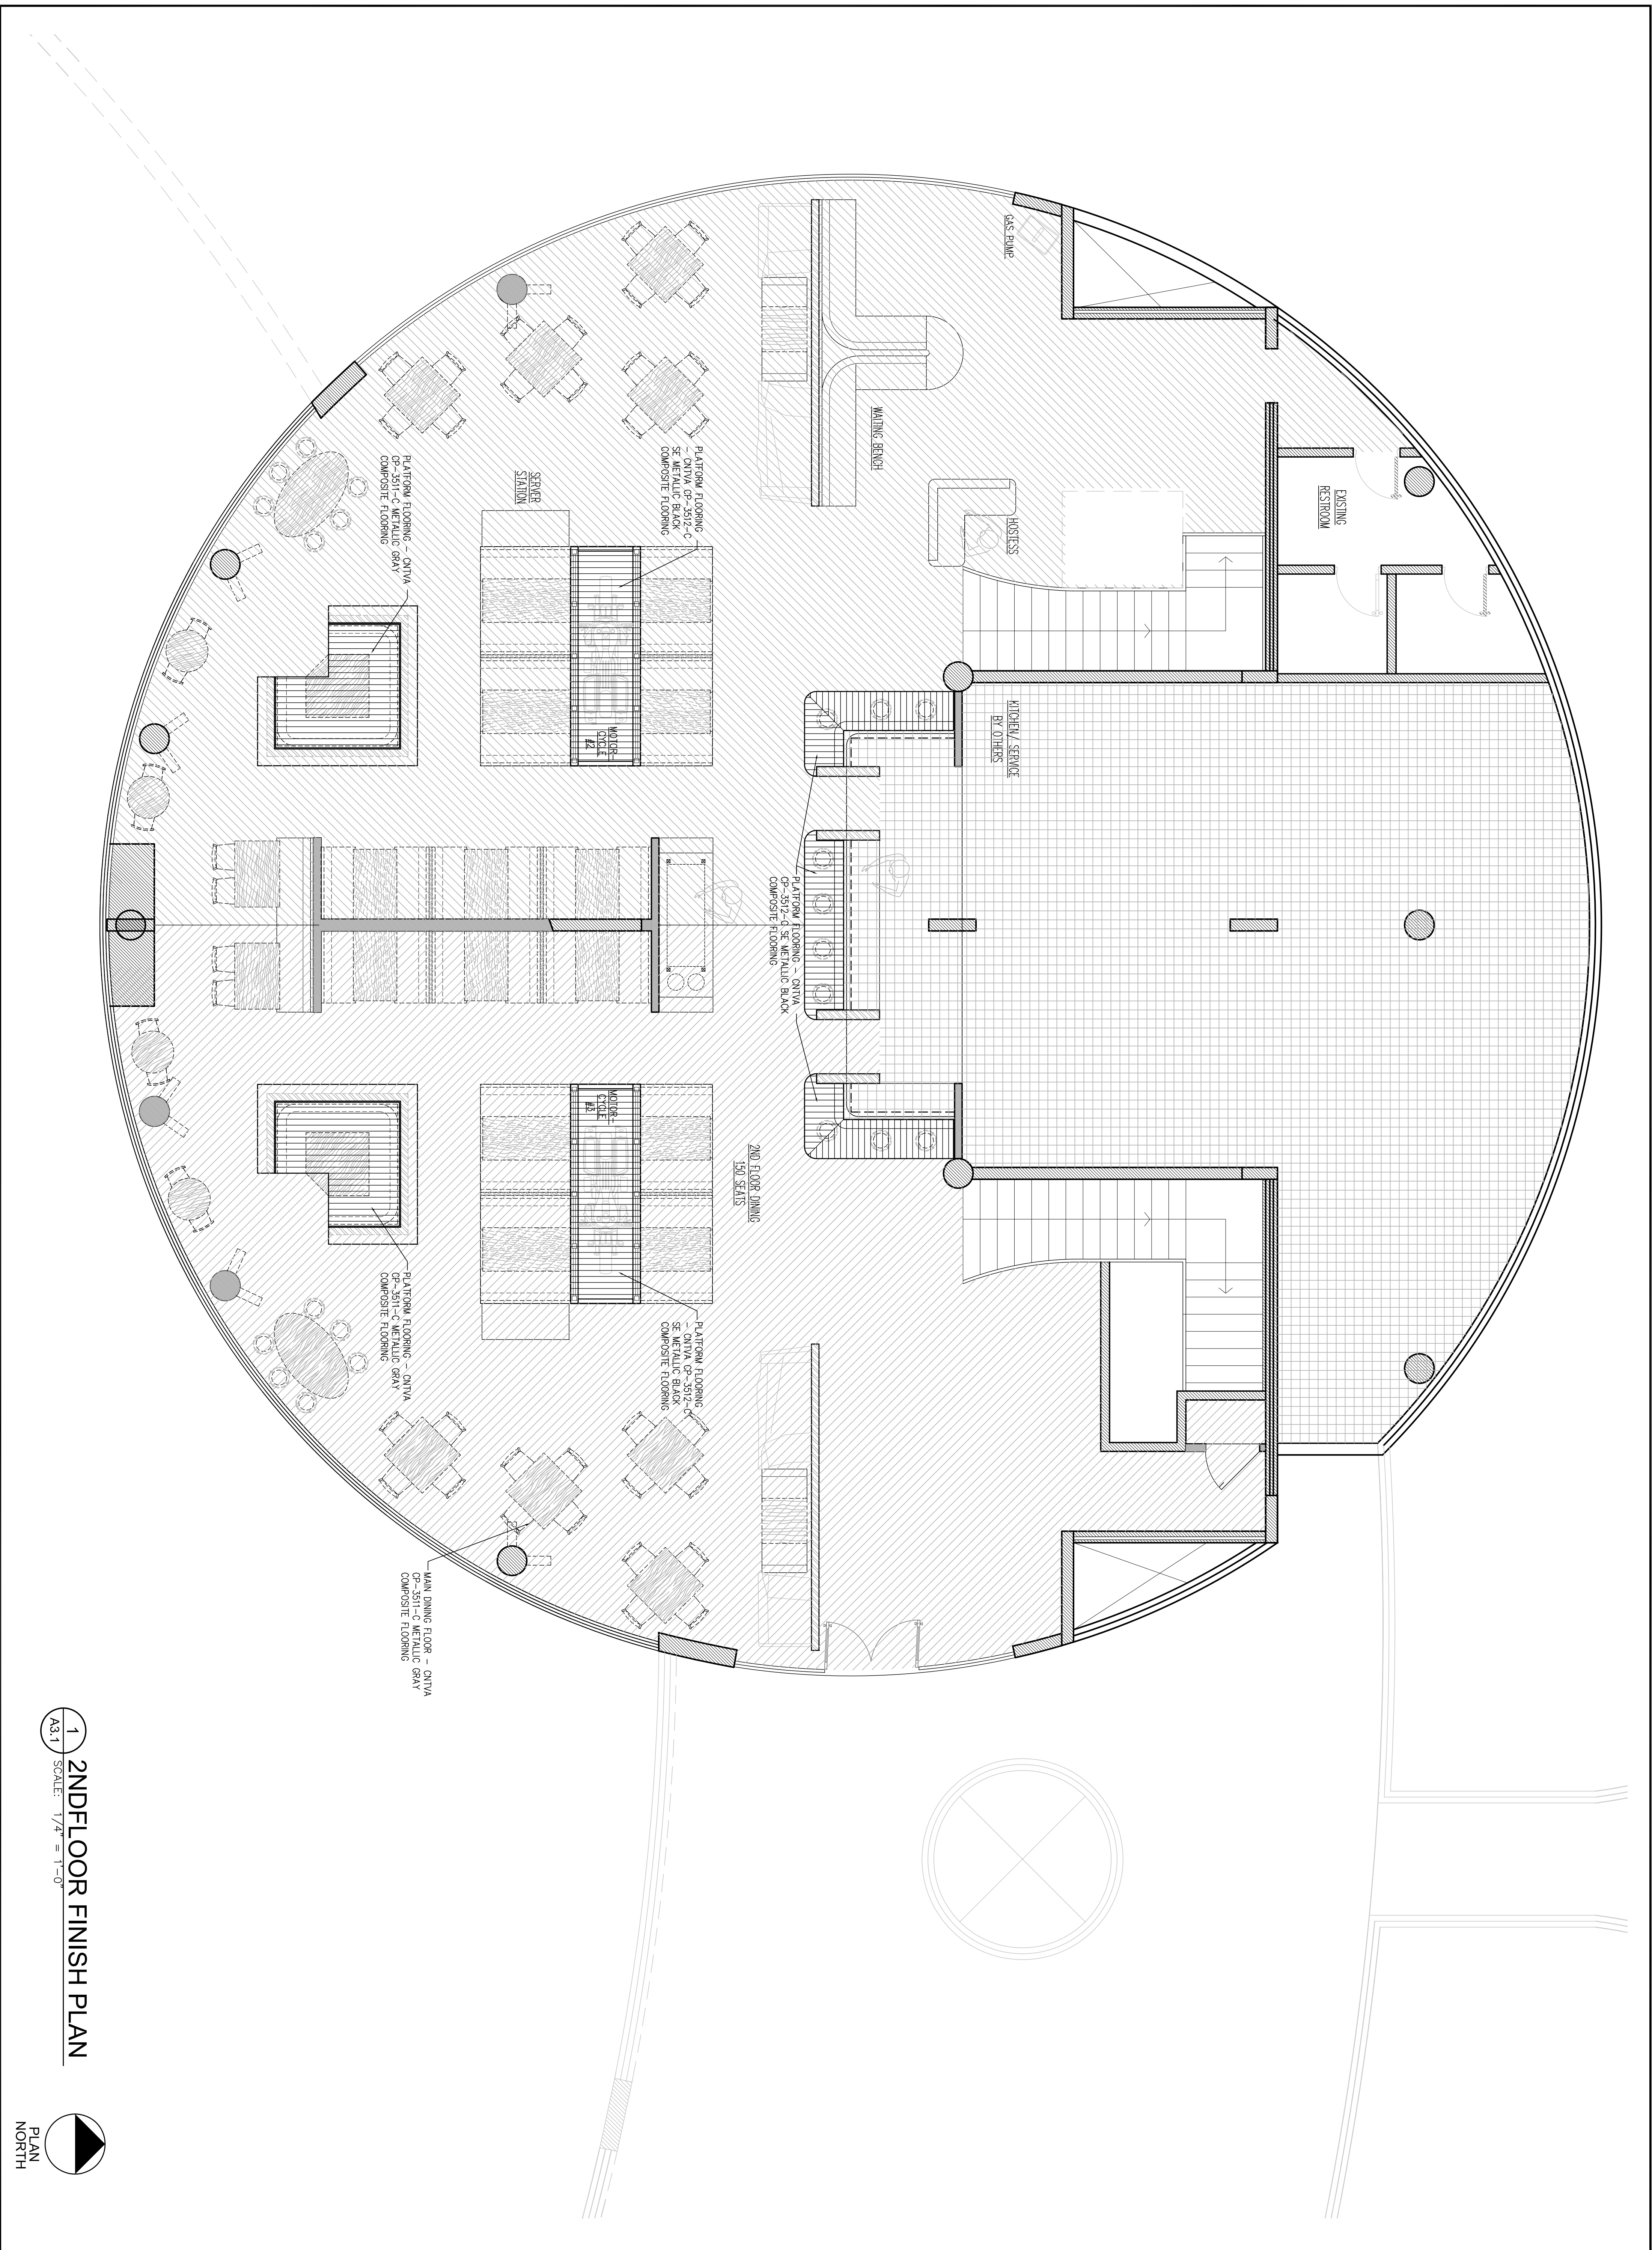 GAS PUMP
EXISTING
RESTROOM
WAITING BENCH
HOSTESS
PLATFORM FLOORING
- CNTVA CP-3512-C
SE METALLIC BLACK
COMPOSITE FLOORING
SERVER
STATION
PLATFORM FLOORING - CNTVA
CP-3511-C METALLIC GRAY
COMPOSITE FLOORING
KITCHEN/ SERVICE
BY OTHERS
MOTOR-
CYCLE
#2
PLATFORM FLOORING - CNTVA
CP-3512-C SE METALLIC BLACK
COMPOSITE FLOORING
MOTOR-
CYCLE
#3
2ND FLOOR DINING
150 SEATS
PLATFORM FLOORING
- CNTVA CP-3512-C
SE METALLIC BLACK
COMPOSITE FLOORING
PLATFORM FLOORING - CNTVA
CP-3511-C METALLIC GRAY
COMPOSITE FLOORING
MAIN DINING FLOOR - CNTVA
CP-3511-C METALLIC GRAY
COMPOSITE FLOORING
1
A3.1
2NDFLOOR FINISH PLAN
SCALE: 1/4" = 1'-0"
PLAN
NORTH